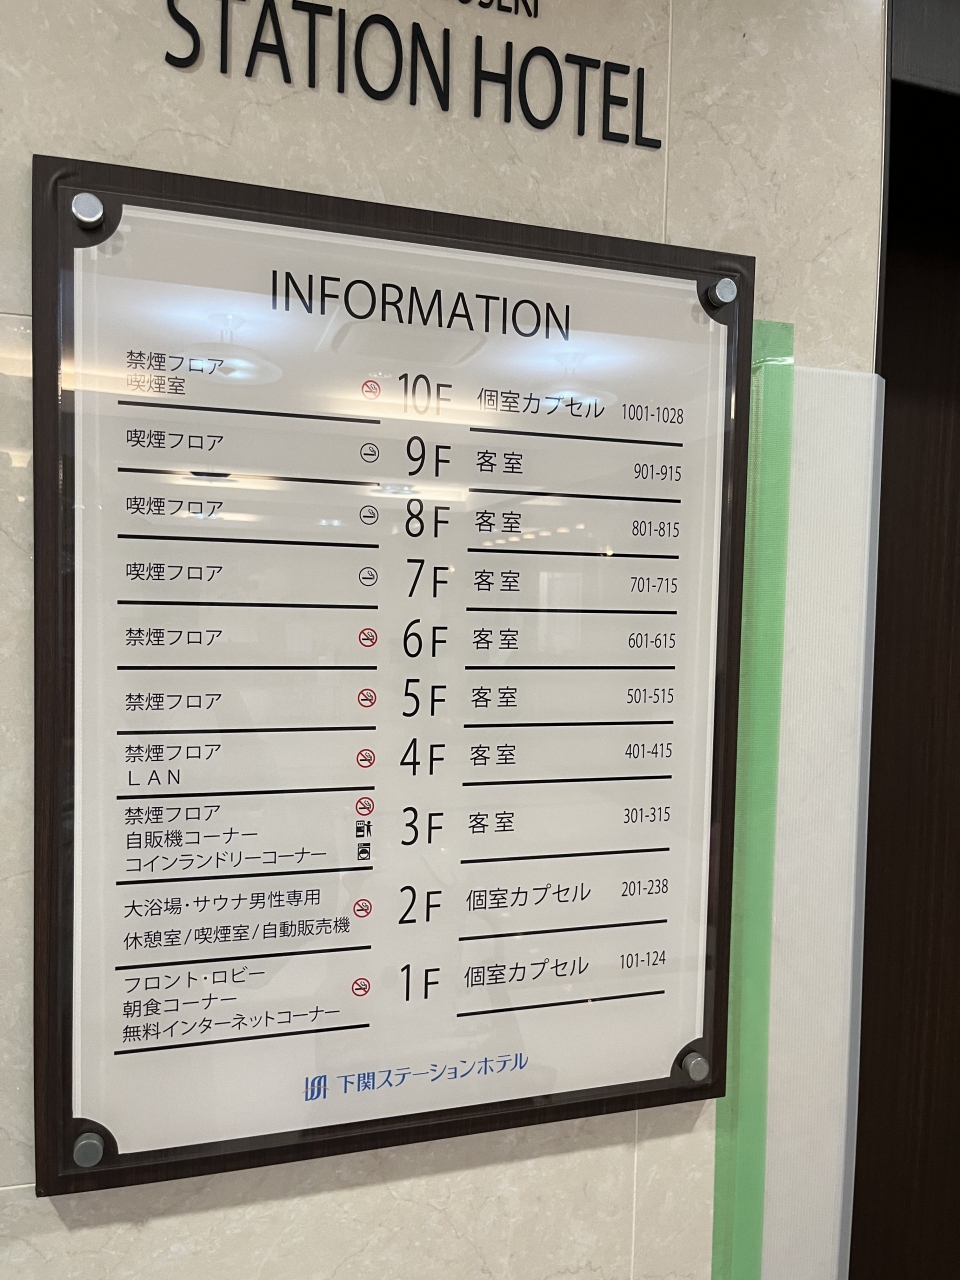 STATION HOTEL
INFORMATION
禁煙フロア
喫煙室
10F 個室カプセル 1001-1028
喫煙フロア 9F 客室 901-915
喫煙フロア 8F 客室 801-815
喫煙フロア 7F 客室 701-715
禁煙フロア 6F 客室 601-615
禁煙フロア 5F 客室 501-515
禁煙フロア
LAN
4F 客室 401-415
禁煙フロア
自販機コーナー
コインランドリーコーナー
3F 客室 301-315
大浴場・サウナ男性専用
休憩室/喫煙室/自動販売機
2F 個室カプセル 201-238
フロント・ロビー
朝食コーナー
無料インターネットコーナー
1F 個室カプセル 101-124
下関ステーションホテル